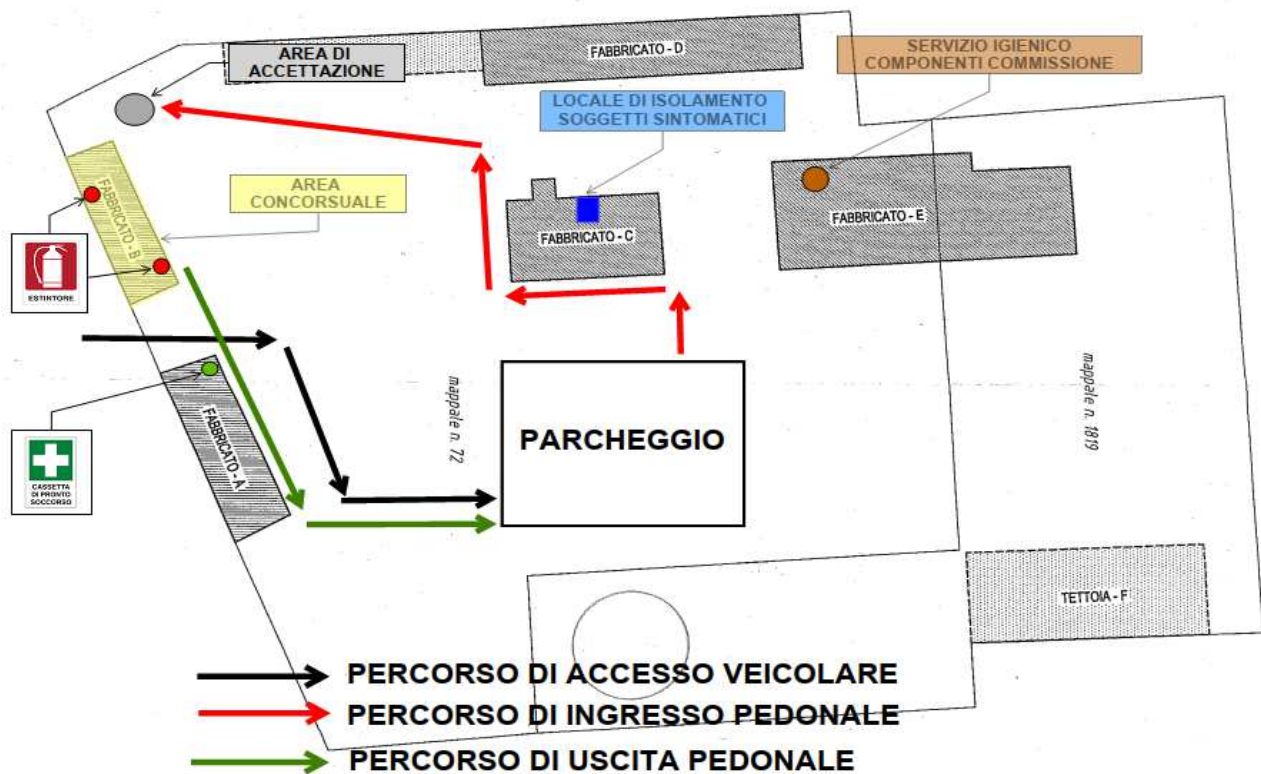 AREA DI
ACCETTAZIONE
FABBRICATO - D
SERVIZIO IGIENICO
COMPONENTI COMMISSIONE
LOCALE DI ISOLAMENTO
SOGGETTI SINTOMATICI
AREA
CONCORSUALE
FABBRICATO - B
FABBRICATO - C
FABBRICATO - E
ESTINTORE
FABBRICATO - A
mappale n. 72
PARCHEGGIO
mappale n. 1819
CASSETTA
DI PRONTO
SOCCORSO
TETTOIA - F
PERCORSO DI ACCESSO VEICOLARE
PERCORSO DI INGRESSO PEDONALE
PERCORSO DI USCITA PEDONALE